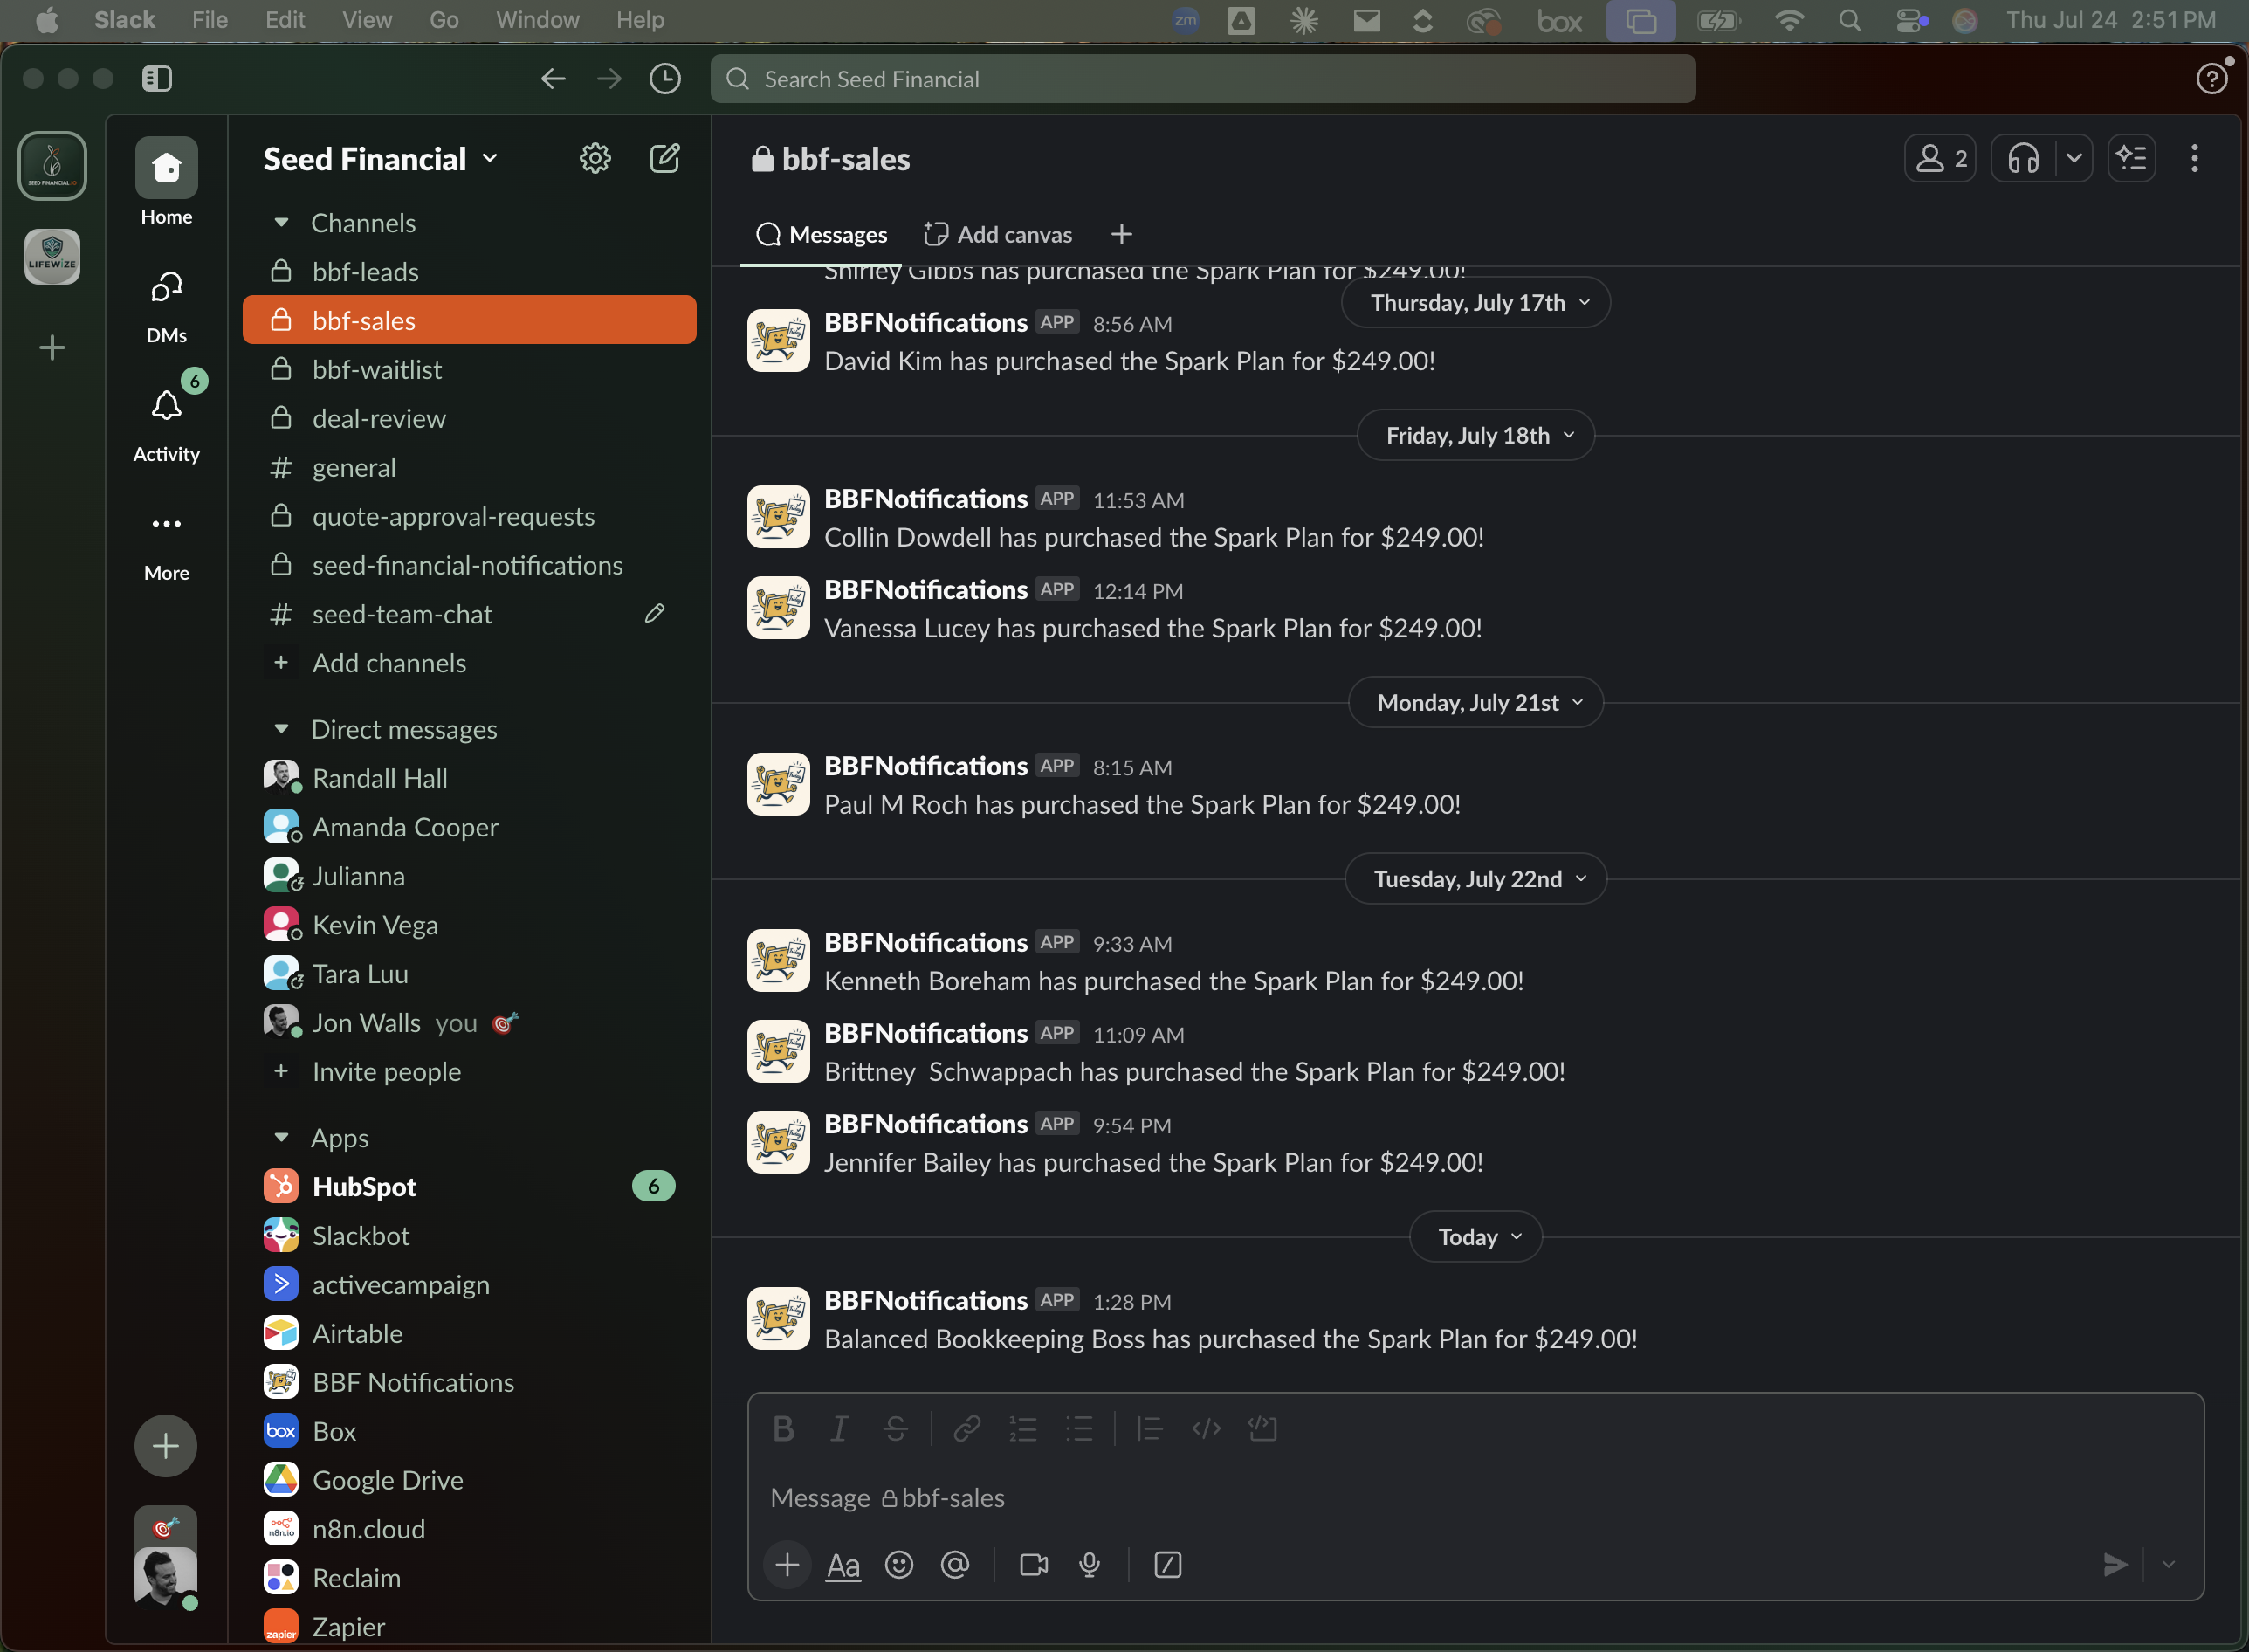 Slack File Edit View Go Window Help zm box Thu Jul 24 2:51 PM
Search Seed Financial
SEED FINANCIAL.IO
LIFEWIZE
Home
DMs
6
Activity
More
Seed Financial
Channels
bbf-leads
bbf-sales
bbf-waitlist
deal-review
# general
quote-approval-requests
seed-financial-notifications
# seed-team-chat
+ Add channels
Direct messages
Randall Hall
Amanda Cooper
Julianna
Kevin Vega
Tara Luu
Jon Walls you
+ Invite people
Apps
HubSpot 6
Slackbot
activecampaign
Airtable
BBF Notifications
box Box
Google Drive
n8n.io n8n.cloud
Reclaim
zapier Zapier
bbf-sales
2
Messages Add canvas +
Shirley Gibbs has purchased the Spark Plan for $249.00!
Thursday, July 17th
BBFNotifications APP 8:56 AM
David Kim has purchased the Spark Plan for $249.00!
Friday, July 18th
BBFNotifications APP 11:53 AM
Collin Dowdell has purchased the Spark Plan for $249.00!
BBFNotifications APP 12:14 PM
Vanessa Lucey has purchased the Spark Plan for $249.00!
Monday, July 21st
BBFNotifications APP 8:15 AM
Paul M Roch has purchased the Spark Plan for $249.00!
Tuesday, July 22nd
BBFNotifications APP 9:33 AM
Kenneth Boreham has purchased the Spark Plan for $249.00!
BBFNotifications APP 11:09 AM
Brittney  Schwappach has purchased the Spark Plan for $249.00!
BBFNotifications APP 9:54 PM
Jennifer Bailey has purchased the Spark Plan for $249.00!
Today
BBFNotifications APP 1:28 PM
Balanced Bookkeeping Boss has purchased the Spark Plan for $249.00!
B I S
Message bbf-sales
+ Aa @